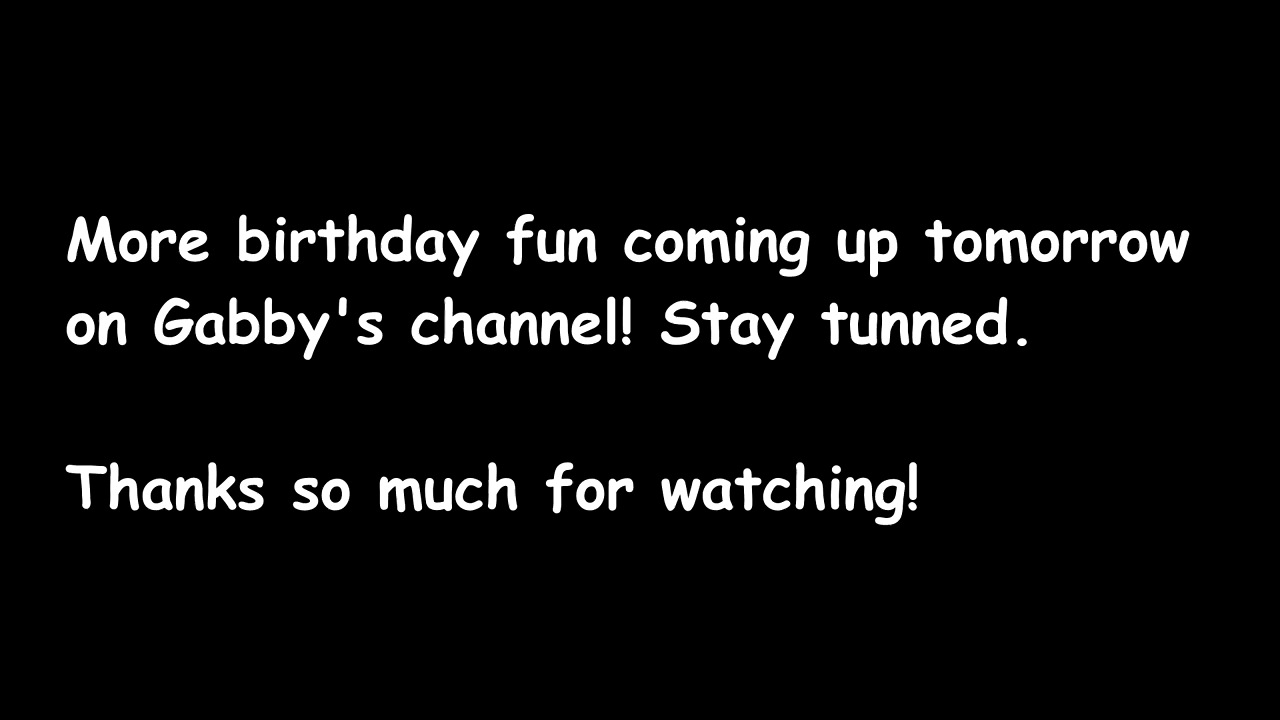 More birthday fun coming up tomorrow
on Gabby's channel! Stay tunned.
Thanks so much for watching!